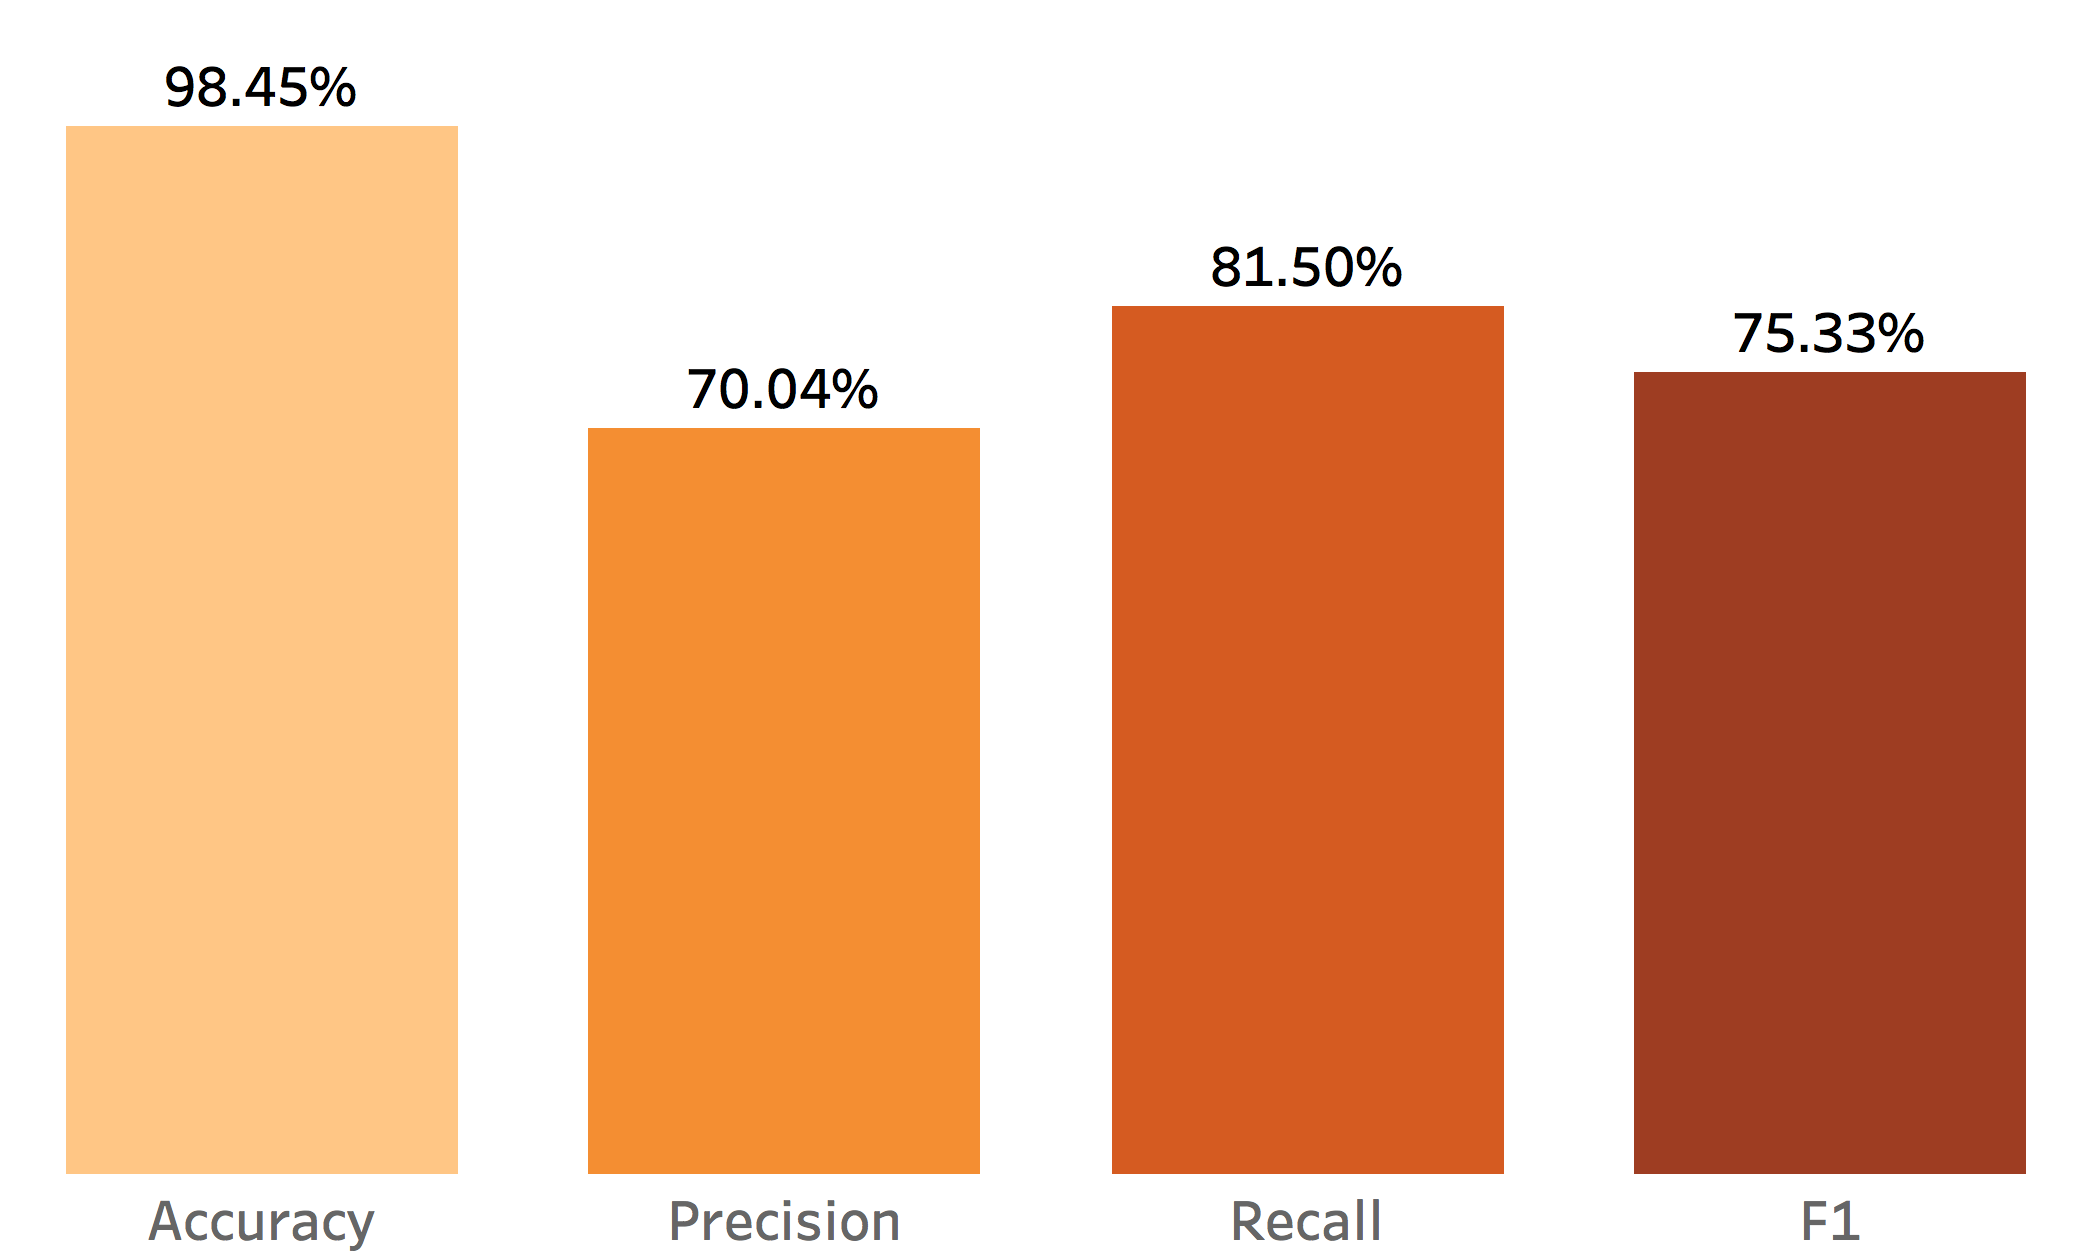 98.45%
70.04%
81.50%
75.33%
Accuracy
Precision
Recall
F1